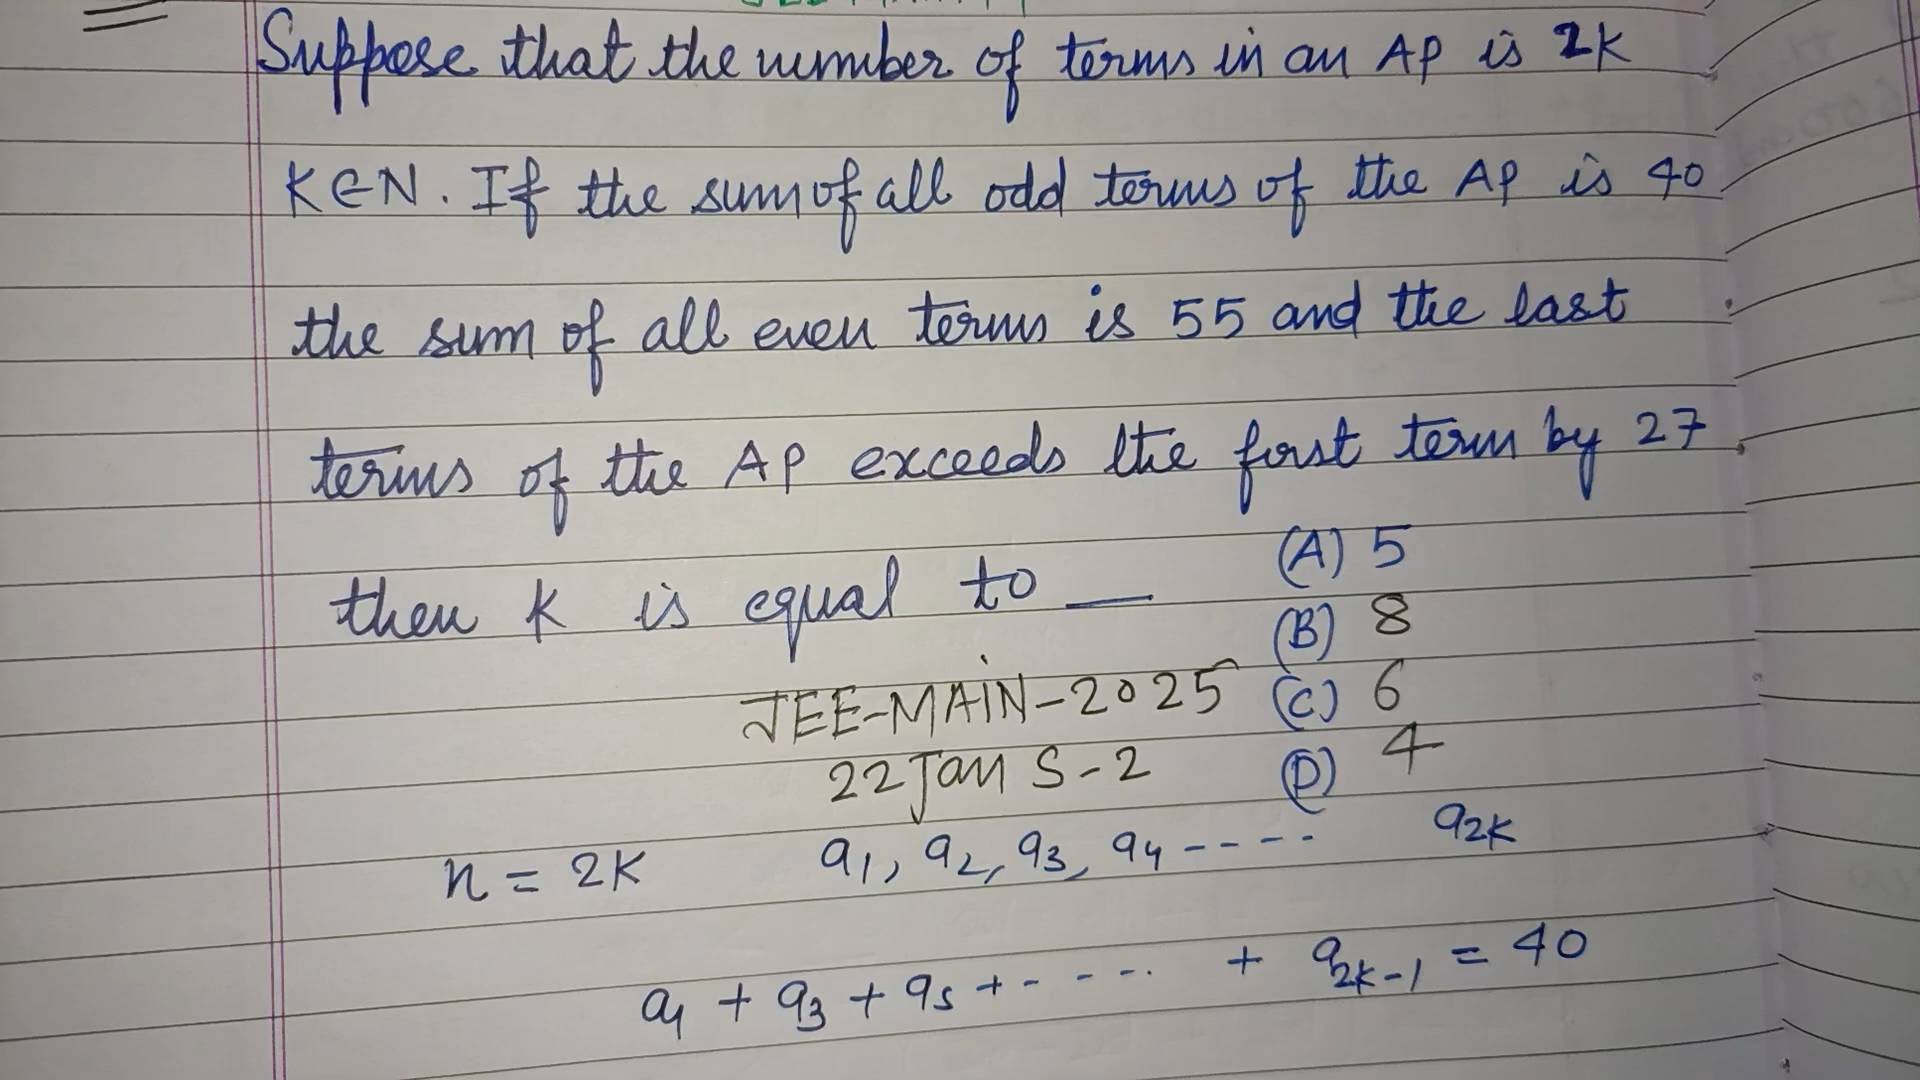 Suppose that the number of terms in an AP is 2K
K∈N. If the sum of all odd terms of the AP is 40
the sum of all even terms is 55 and the last
terms of the AP exceeds the first term by 27
then K is equal to __ (A) 5
(B) 8
JEE-MAIN-2025 (C) 6
22 Jan S-2 (D) 4
n = 2K a1, a2, a3, a4 ----- a2K
a1 + a3 + a5 + ----- + a2K-1 = 40